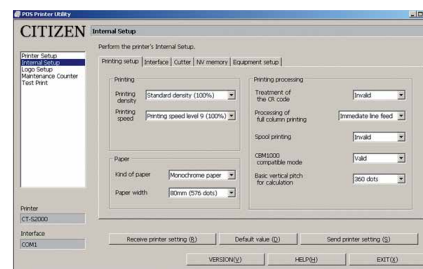 POS Printer Utility
CITIZEN
Internal Setup
Perform the printer's Internal Setup.
Printer Setup
Internal Setup
Logo Setup
Maintenance Counter
Test Print
Printing setup Interface Cutter NV memory Equipment setup
Printing
Printing density Standard density (100%)
Printing speed Printing speed level 9 (100%)
Paper
Kind of paper Monochrome paper
Paper width 80mm (576 dots)
Printing processing
Treatment of the CR code Invalid
Processing of full column printing Immediate line feed
Spool printing Invalid
CBM1000 compatible mode Valid
Basic vertical pitch for calculation 360 dots
Printer
CT-S2000
Interface
COM1
Receive printer setting (R) Default value (D) Send printer setting (S)
VERSION(V) HELP(H) EXIT(X)